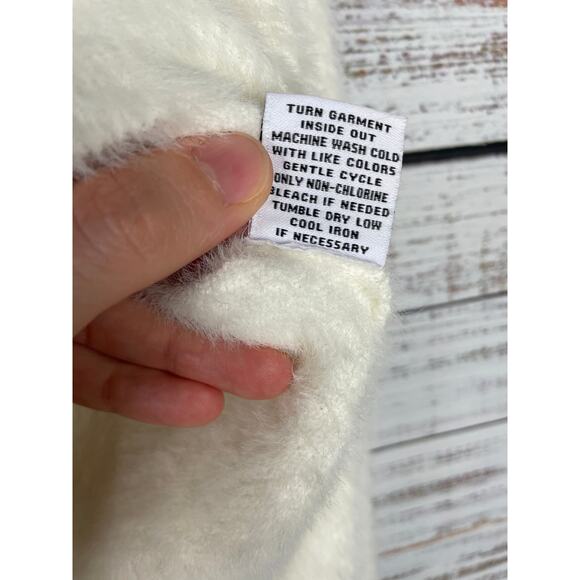 TURN GARMENT
INSIDE OUT
MACHINE WASH COLD
WITH LIKE COLORS
GENTLE CYCLE
ONLY NON-CHLORINE
BLEACH IF NEEDED
TUMBLE DRY LOW
COOL IRON
IF NECESSARY